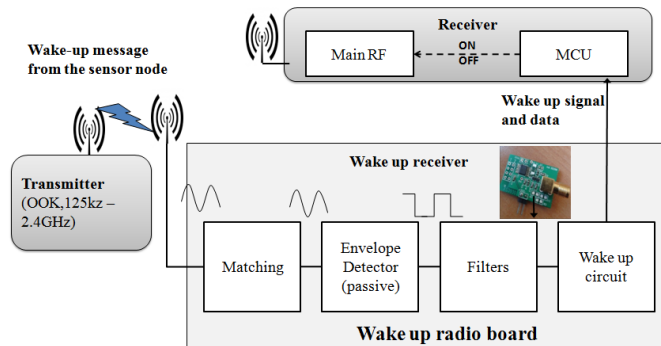 Receiver
Wake-up message
from the sensor node
Main RF
ON
OFF
MCU
Wake up signal
and data
Transmitter
(OOK,125kz –
2.4GHz)
Wake up receiver
Matching
Envelope
Detector
(passive)
Filters
Wake up
circuit
Wake up radio board